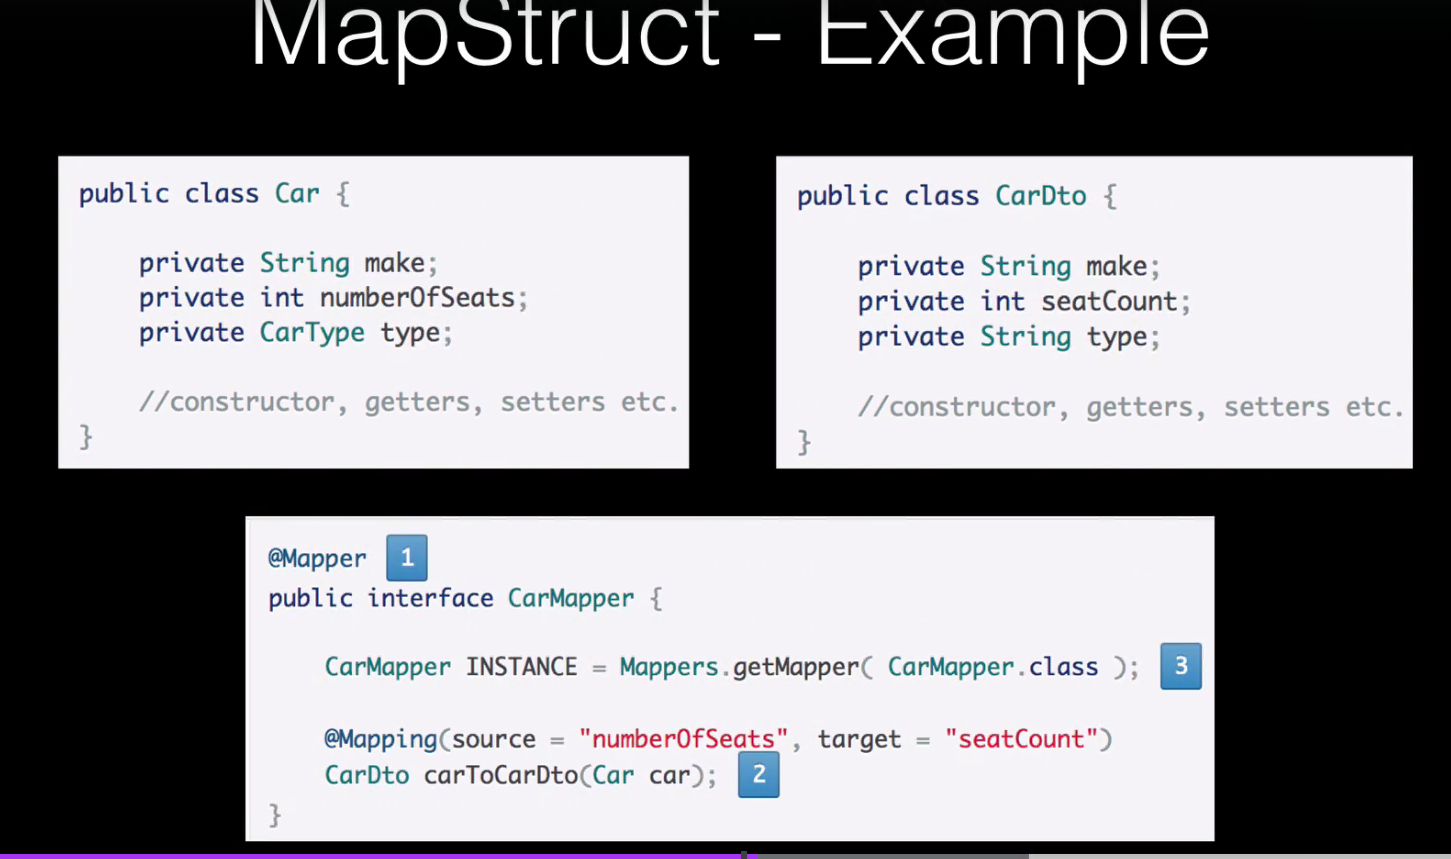 MapStruct - Example
public class Car {
private String make;
private int numberOfSeats;
private CarType type;
//constructor, getters, setters etc.
}
public class CarDto {
private String make;
private int seatCount;
private String type;
//constructor, getters, setters etc.
}
@Mapper 1
public interface CarMapper {
CarMapper INSTANCE = Mappers.getMapper( CarMapper.class ); 3
@Mapping(source = "numberOfSeats", target = "seatCount")
CarDto carToCarDto(Car car); 2
}